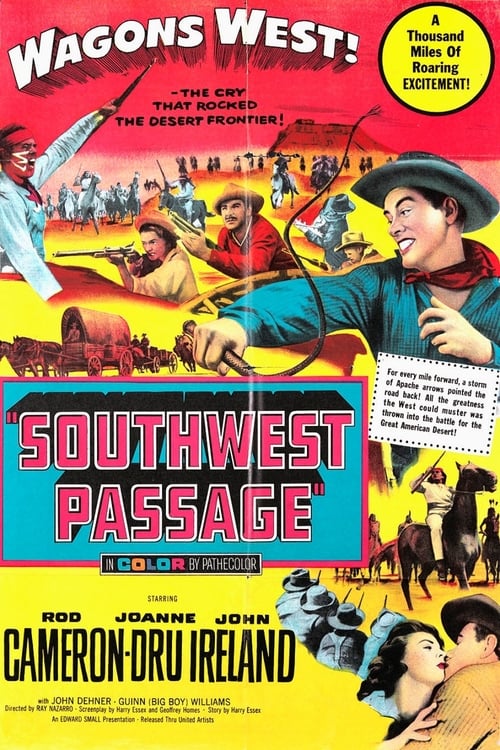 WAGONS WEST!
A
Thousand
Miles Of
Roaring
EXCITEMENT!
-THE CRY
THAT ROCKED
THE DESERT FRONTIER!
For every mile forward, a storm
of Apache arrows pointed the
road back! All the greatness
the West could muster was
thrown into the battle for the
Great American Desert!
"SOUTHWEST
PASSAGE"
IN COLOR BY PATHECOLOR
STARRING
ROD JOANNE JOHN
CAMERON-DRU IRELAND
with JOHN DEHNER · GUINN (BIG BOY) WILLIAMS
Directed by RAY NAZARRO · Screenplay by Harry Essex and Geoffrey Homes · Story by Harry Essex
An EDWARD SMALL Presentation · Released Thru United Artists